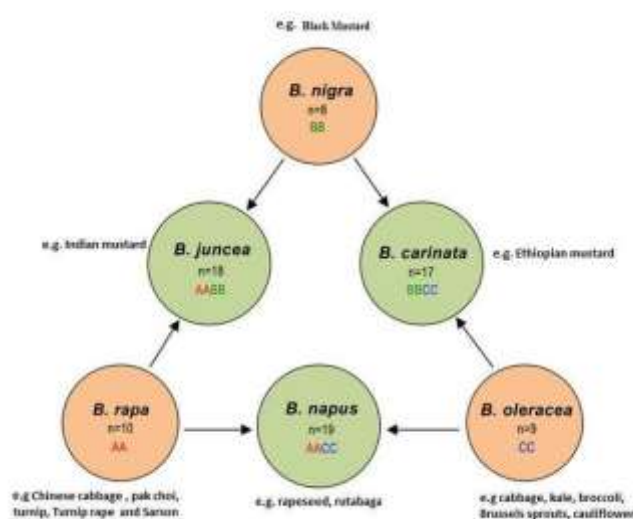 e.g. Black Mustard
B. nigra
n=8
BB
e.g. Indian mustard
B. juncea
n=18
AABB
B. carinata
n=17
BBCC
e.g. Ethiopian mustard
B. rapa
n=10
AA
B. napus
n=19
AACC
B. oleracea
n=9
CC
e.g Chinese cabbage , pak choi,
turnip, Turnip rape and Sarson
e.g. rapeseed, rutabaga
e.g cabbage, kale, broccoli,
Brussels sprouts, cauliflower